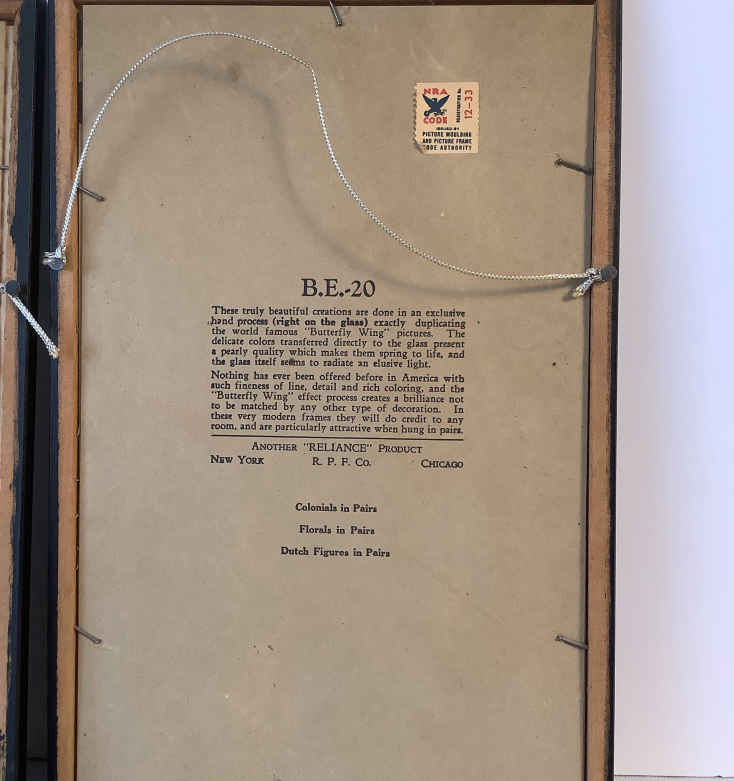 NRA
CODE
REGISTRATION No.
12-33
ISSUED BY
PICTURE MOULDING
AND PICTURE FRAME
CODE AUTHORITY
B.E.-20
These truly beautiful creations are done in an exclusive
hand process (right on the glass) exactly duplicating
the world famous "Butterfly Wing" pictures. The
delicate colors transferred directly to the glass present
a pearly quality which makes them spring to life, and
the glass itself seems to radiate an elusive light.
Nothing has ever been offered before in America with
such fineness of line, detail and rich coloring, and the
"Butterfly Wing" effect process creates a brilliance not
to be matched by any other type of decoration. In
these very modern frames they will do credit to any
room, and are particularly attractive when hung in pairs.
ANOTHER "RELIANCE" PRODUCT
NEW YORK R. P. F. CO. CHICAGO
Colonials in Pairs
Florals in Pairs
Dutch Figures in Pairs